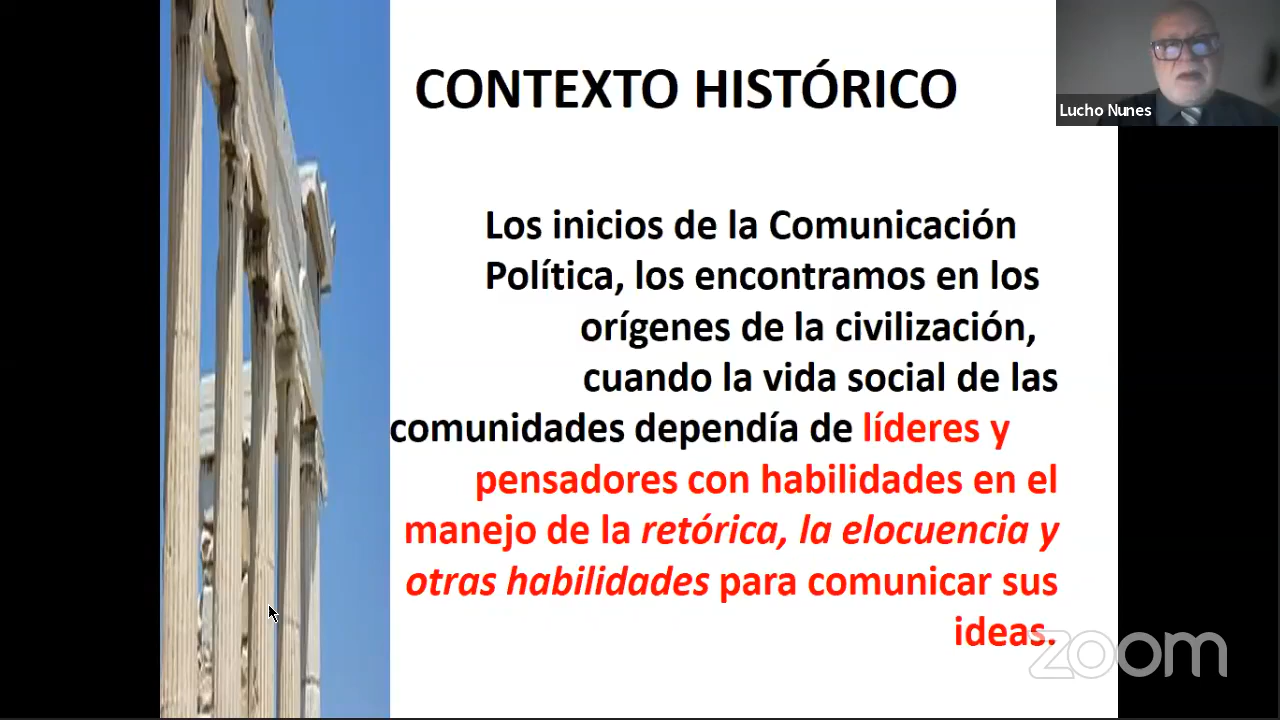 CONTEXTO HISTÓRICO
Lucho Nunes
Los inicios de la Comunicación
Política, los encontramos en los
orígenes de la civilización,
cuando la vida social de las
comunidades dependía de líderes y
pensadores con habilidades en el
manejo de la retórica, la elocuencia y
otras habilidades para comunicar sus
ideas.
zoom